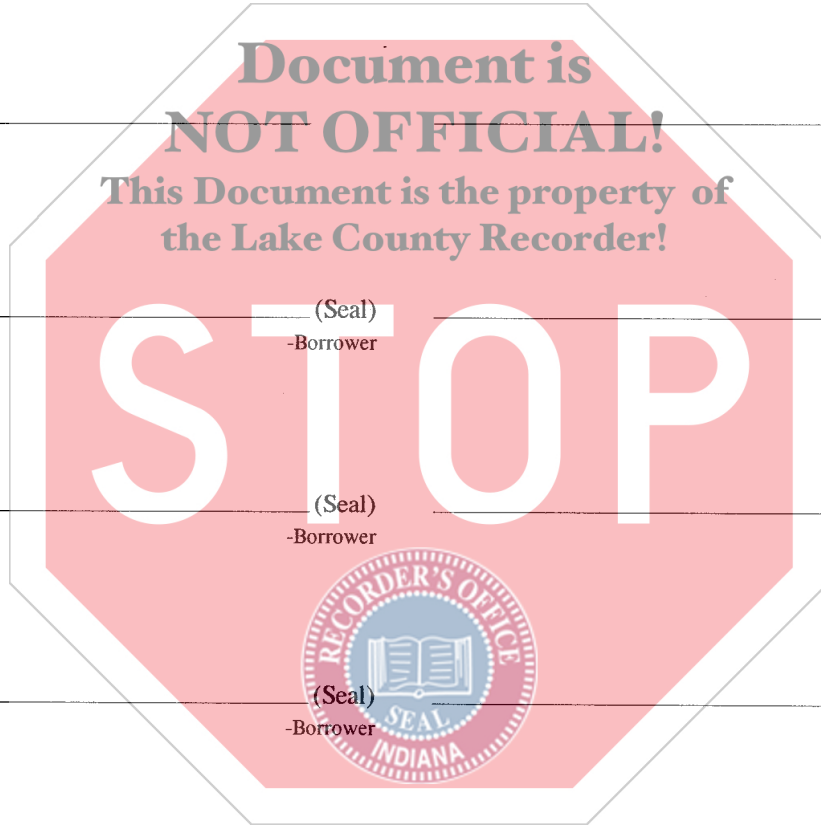 Document is
NOT OFFICIAL!
This Document is the property of
the Lake County Recorder!
(Seal)
-Borrower
STOP
(Seal)
-Borrower
RECORDER'S OFFICE
(Seal)
SEAL
-Borrower
INDIANA